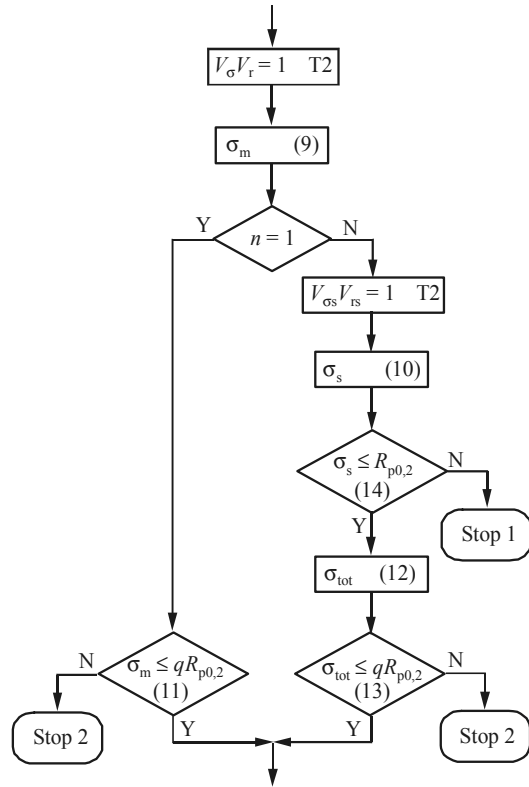 VσVr = 1 T2
σm (9)
Y
n = 1
N
VσsVrs = 1 T2
σs (10)
σs ≤ Rp0,2
(14)
N
Y
Stop 1
σtot (12)
N
σm ≤ qRp0,2
(11)
σtot ≤ qRp0,2
(13)
N
Stop 2
Y
Y
Stop 2